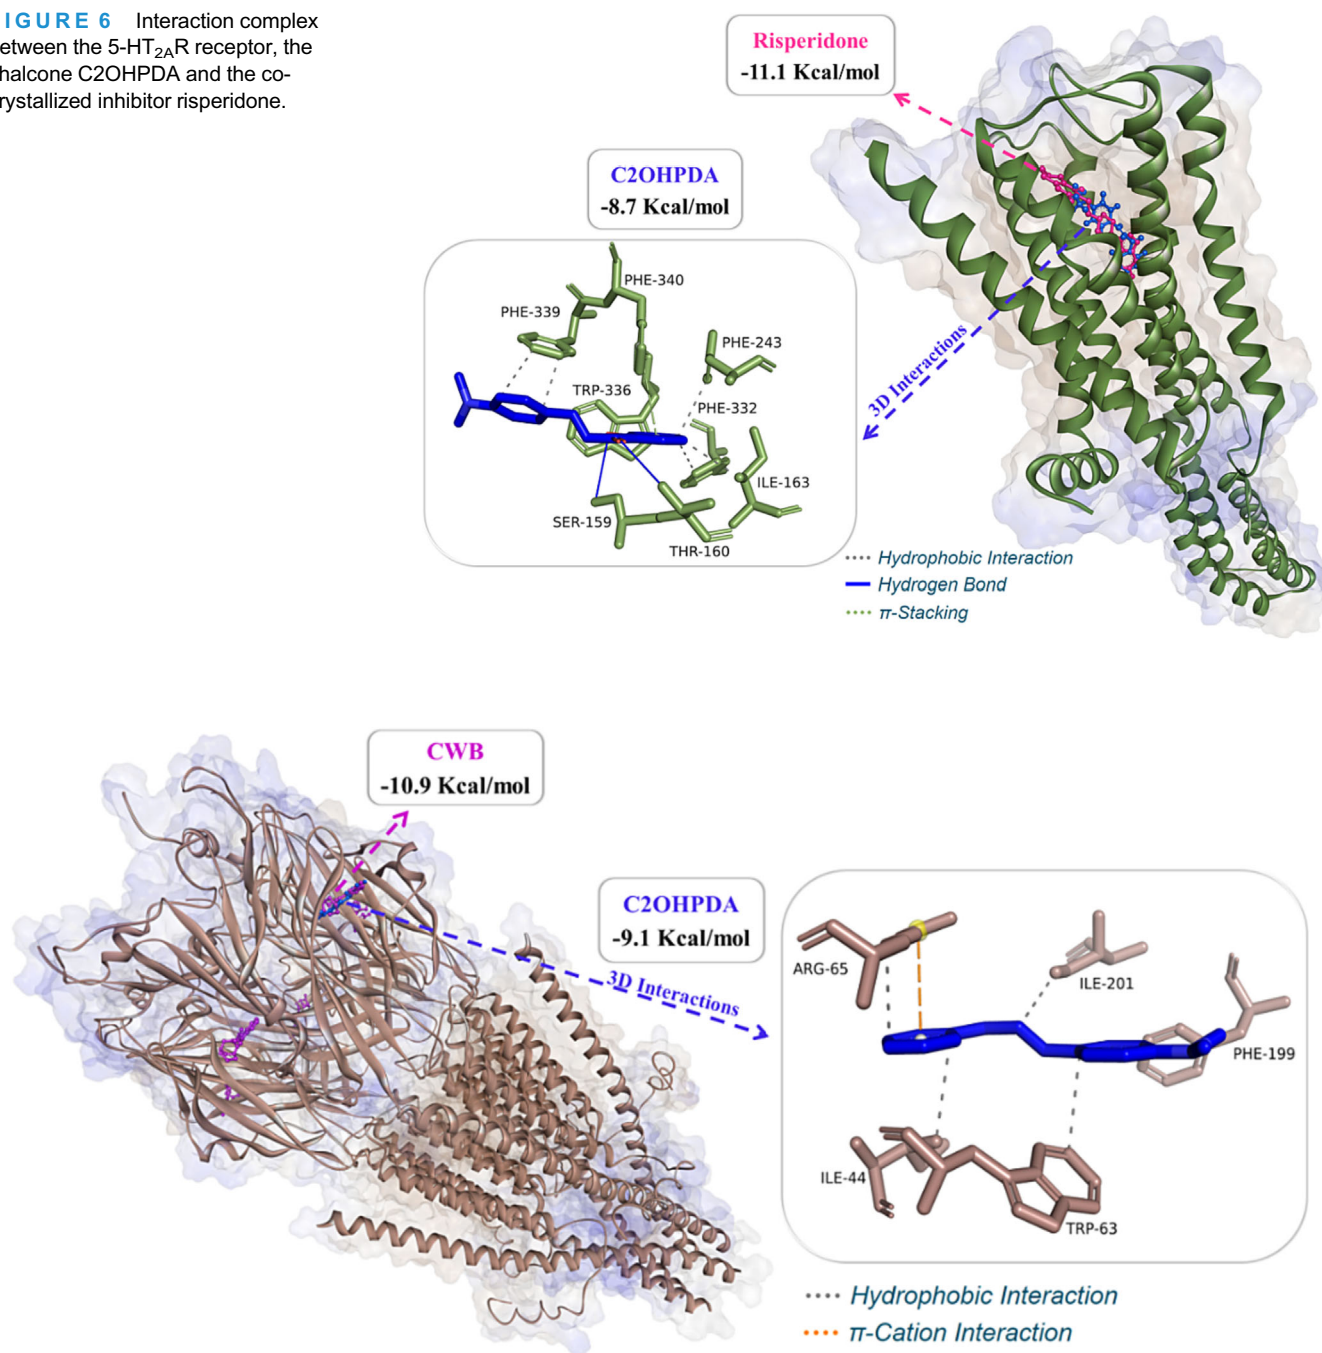 IGURE 6 Interaction complex
etween the 5-HT2AR receptor, the
halcone C2OHPDA and the co-
rystallized inhibitor risperidone.
Risperidone
-11.1 Kcal/mol
C2OHPDA
-8.7 Kcal/mol
PHE-340
PHE-339
PHE-243
TRP-336
PHE-332
ILE-163
SER-159
THR-160
3D Interactions
Hydrophobic Interaction
Hydrogen Bond
π-Stacking
CWB
-10.9 Kcal/mol
C2OHPDA
-9.1 Kcal/mol
3D Interactions
ARG-65
ILE-201
PHE-199
ILE-44
TRP-63
Hydrophobic Interaction
π-Cation Interaction